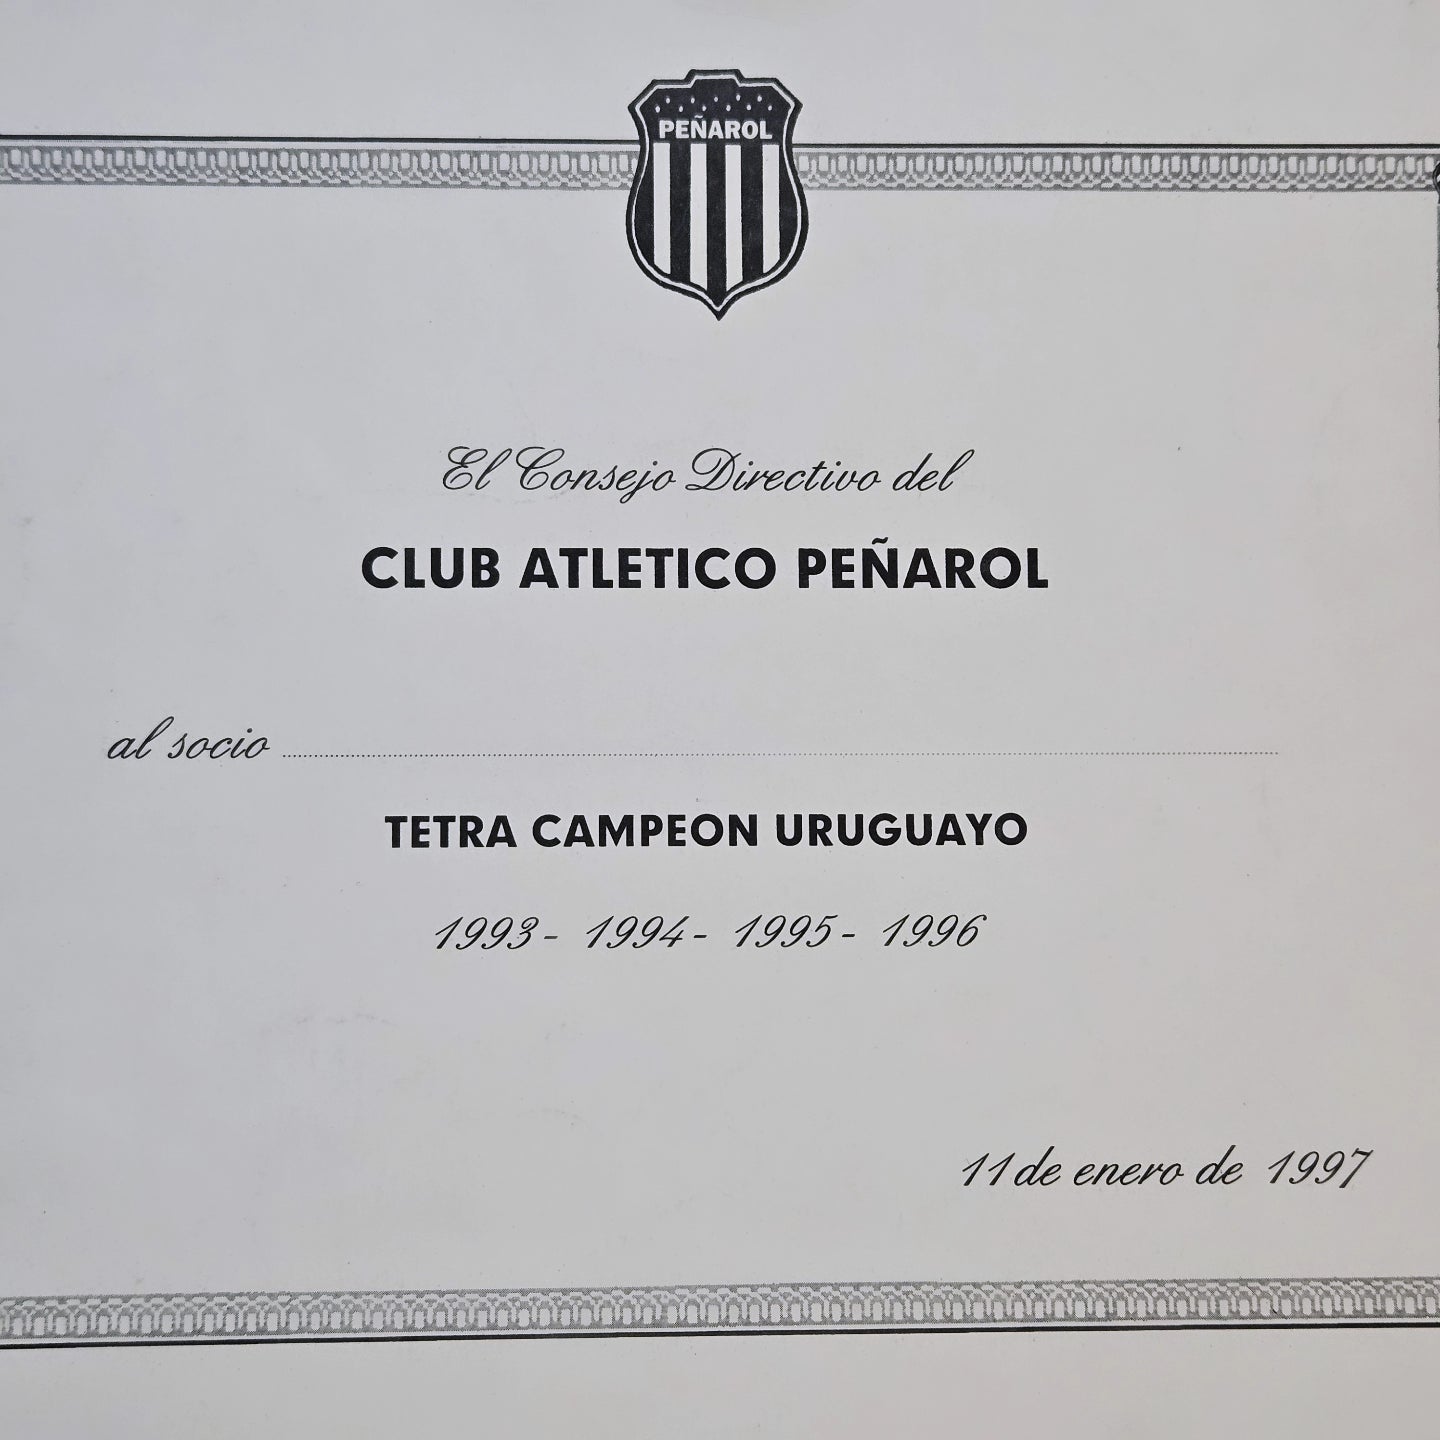 PEÑAROL
El Consejo Directivo del
CLUB ATLETICO PEÑAROL
al socio
TETRA CAMPEON URUGUAYO
1993 - 1994 - 1995 - 1996
11 de enero de 1997